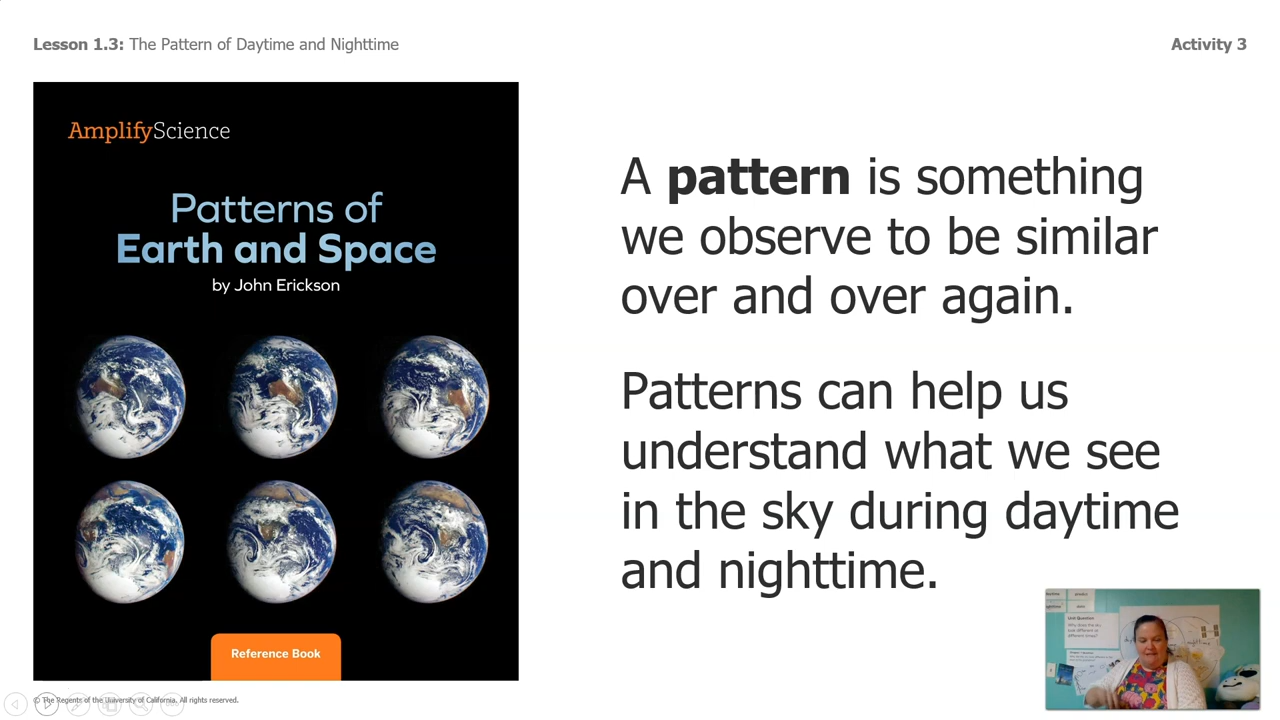 Lesson 1.3: The Pattern of Daytime and Nighttime
Activity 3
AmplifyScience
Patterns of
Earth and Space
by John Erickson
Reference Book
A pattern is something
we observe to be similar
over and over again.
Patterns can help us
understand what we see
in the sky during daytime
and nighttime.
Unit Question
© The Regents of the University of California. All rights reserved.